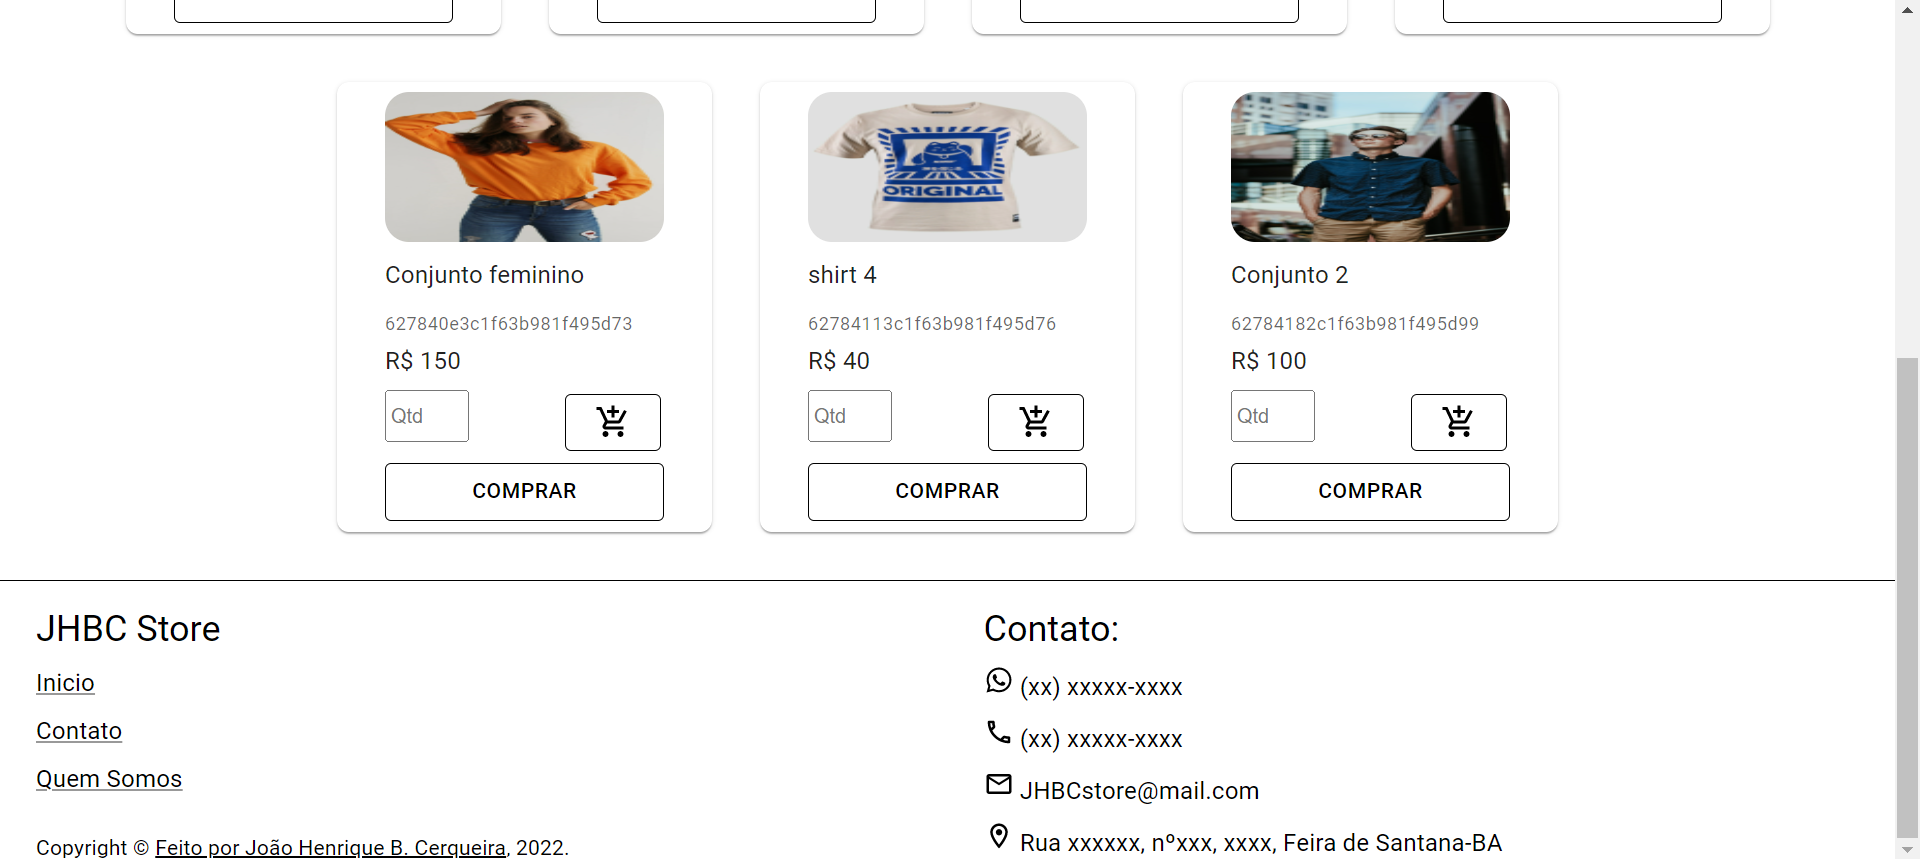 ORIGINAL
Conjunto feminino
627840e3c1f63b981f495d73
R$ 150
Qtd
COMPRAR
shirt 4
62784113c1f63b981f495d76
R$ 40
Qtd
COMPRAR
Conjunto 2
62784182c1f63b981f495d99
R$ 100
Qtd
COMPRAR
JHBC Store
Inicio
Contato
Quem Somos
Copyright © Feito por João Henrique B. Cerqueira, 2022.
Contato:
(xx) xxxxx-xxxx
(xx) xxxxx-xxxx
JHBCstore@mail.com
Rua xxxxxx, nºxxx, xxxx, Feira de Santana-BA